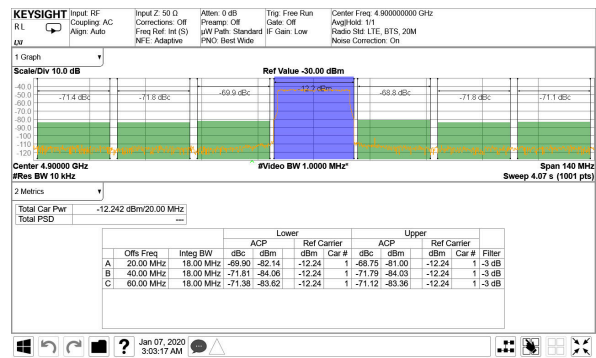 KEYSIGHT Input: RF Input Z: 50 Ω Atten: 0 dB Trig: Free Run Center Freq: 4.900000000 GHz
RL Coupling: AC Corrections: Off Preamp: Off Gate: Off Avg|Hold: 1/1
Align: Auto Freq Ref: Int (S) µW Path: Standard IF Gain: Low Radio Std: LTE, BTS, 20M
LXI NFE: Adaptive PNO: Best Wide Noise Correction: On
1 Graph
Scale/Div 10.0 dB Ref Value -30.00 dBm
-40.0
-50.0
-60.0
-70.0
-80.0
-90.0
-100
-110
-120
-71.4 dBc -71.8 dBc -69.9 dBc -12.2 dBm -68.8 dBc -71.8 dBc -71.1 dBc
Center 4.90000 GHz #Video BW 1.0000 MHz* Span 140 MHz
#Res BW 10 kHz Sweep 4.07 s (1001 pts)
2 Metrics
Total Car Pwr -12.242 dBm/20.00 MHz
Total PSD ---
Lower Upper
ACP Ref Carrier ACP Ref Carrier
Offs Freq Integ BW dBc dBm dBm Car # dBc dBm dBm Car # Filter
A 20.00 MHz 18.00 MHz -69.90 -82.14 -12.24 1 -68.75 -81.00 -12.24 1 -3 dB
B 40.00 MHz 18.00 MHz -71.81 -84.06 -12.24 1 -71.79 -84.03 -12.24 1 -3 dB
C 60.00 MHz 18.00 MHz -71.38 -83.62 -12.24 1 -71.12 -83.36 -12.24 1 -3 dB
? Jan 07, 2020
3:03:17 AM